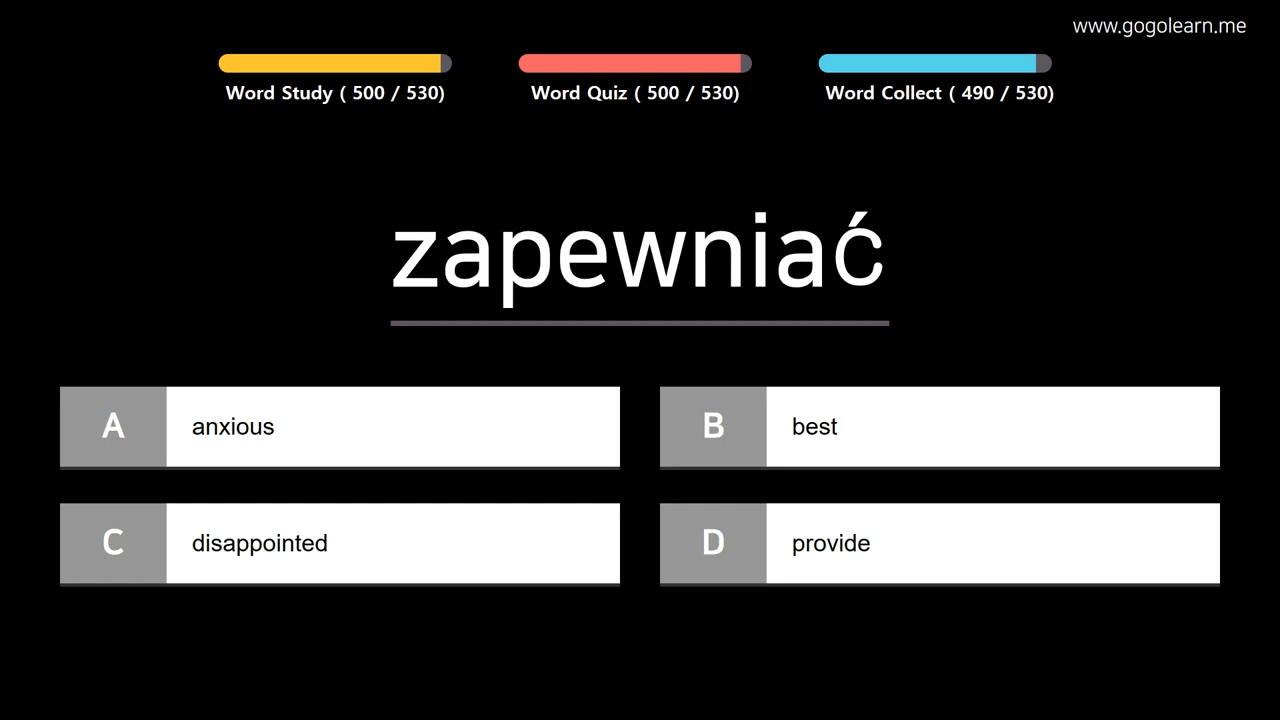 www.gogolearn.me
Word Study ( 500 / 530)
Word Quiz ( 500 / 530)
Word Collect ( 490 / 530)
zapewniać
A anxious
B best
C disappointed
D provide